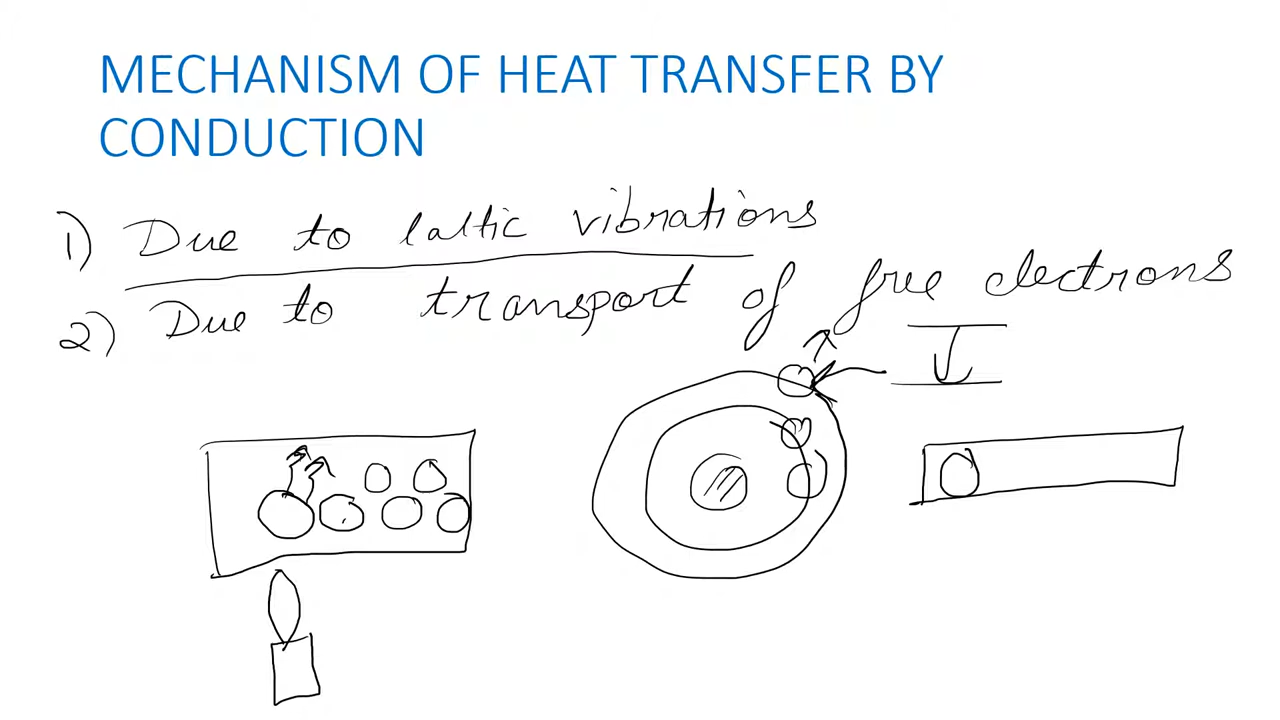 MECHANISM OF HEAT TRANSFER BY
CONDUCTION
1) Due to lattic vibrations
2) Due to transport of free electrons